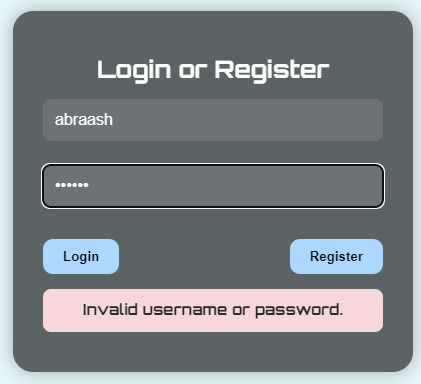 Login or Register
abraash
••••••
Login Register
Invalid username or password.